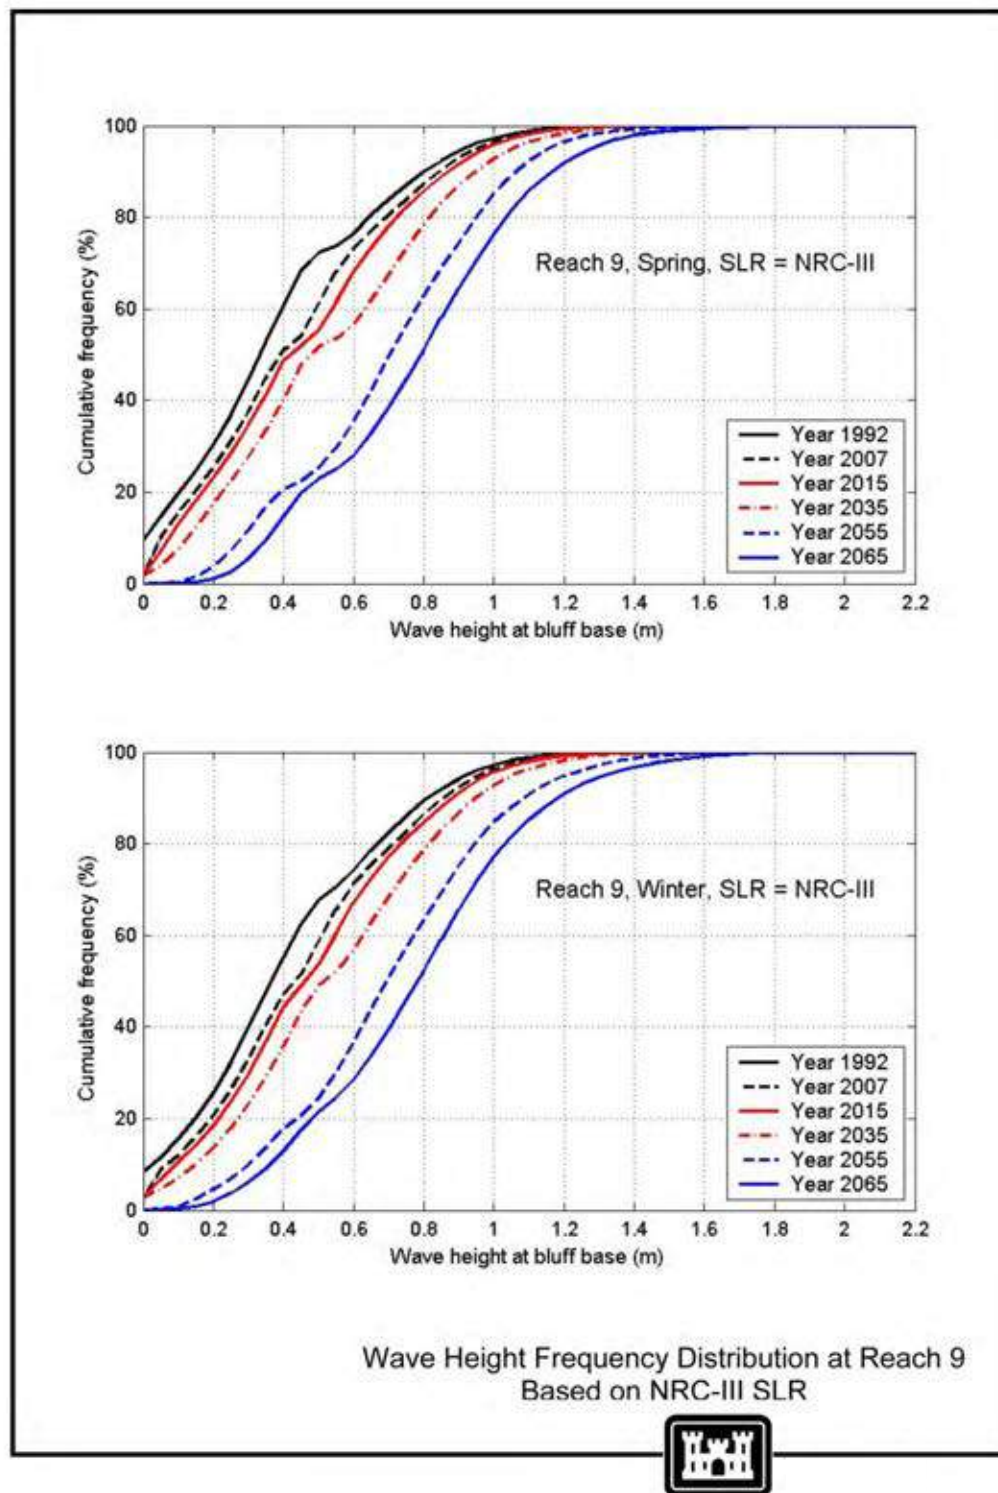 100
80
60
40
20
0
Cumulative frequency (%)
Reach 9, Spring, SLR = NRC-III
Year 1992
Year 2007
Year 2015
Year 2035
Year 2055
Year 2065
0 0.2 0.4 0.6 0.8 1 1.2 1.4 1.6 1.8 2 2.2
Wave height at bluff base (m)
100
80
60
40
20
0
Cumulative frequency (%)
Reach 9, Winter, SLR = NRC-III
Year 1992
Year 2007
Year 2015
Year 2035
Year 2055
Year 2065
0 0.2 0.4 0.6 0.8 1 1.2 1.4 1.6 1.8 2 2.2
Wave height at bluff base (m)
Wave Height Frequency Distribution at Reach 9
Based on NRC-III SLR